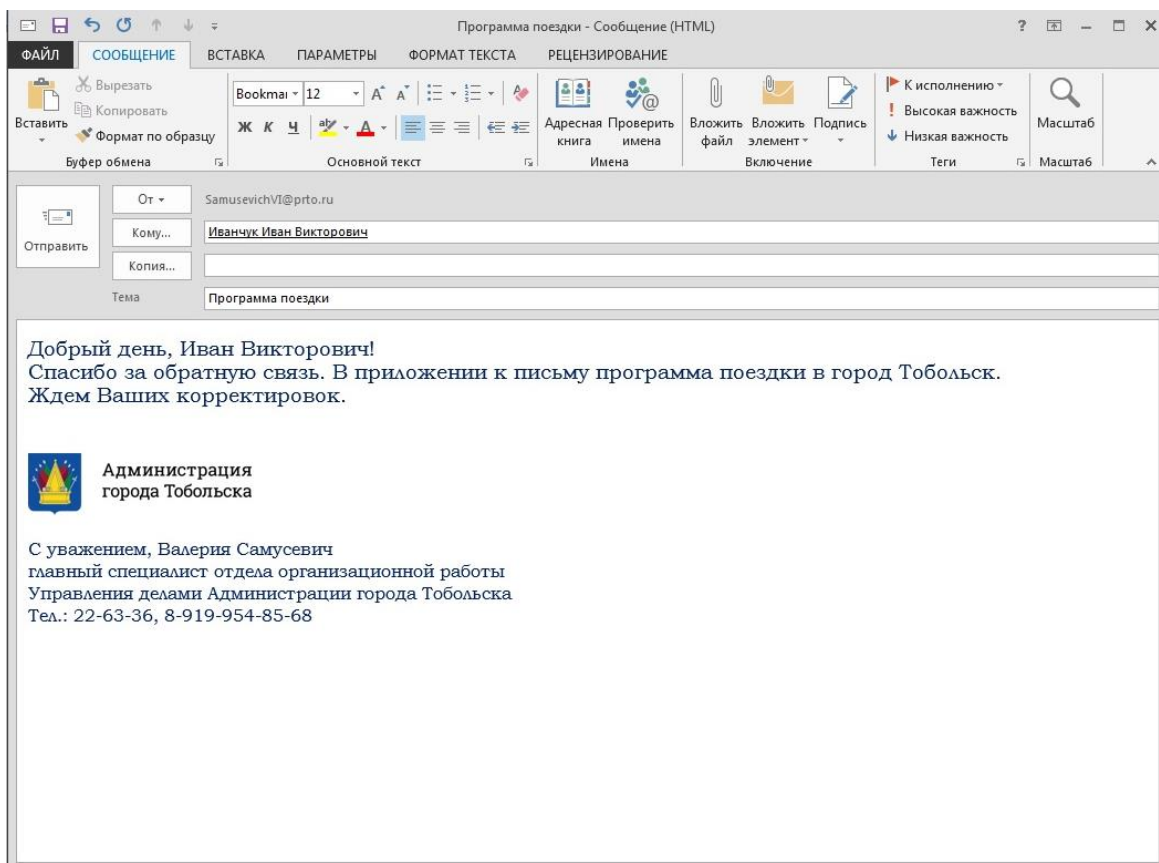 Программа поездки - Сообщение (HTML)
ФАЙЛ СООБЩЕНИЕ ВСТАВКА ПАРАМЕТРЫ ФОРМАТ ТЕКСТА РЕЦЕНЗИРОВАНИЕ
Вставить
Вырезать
Копировать
Формат по образцу
Буфер обмена
Bookmar 12
Ж К Ч
Основной текст
Адресная книга
Проверить имена
Имена
Вложить файл
Вложить элемент
Подпись
Включение
К исполнению
Высокая важность
Низкая важность
Теги
Масштаб
Масштаб
Отправить
От SamusevichVI@prto.ru
Кому... Иванчук Иван Викторович
Копия...
Тема Программа поездки
Добрый день, Иван Викторович!
Спасибо за обратную связь. В приложении к письму программа поездки в город Тобольск.
Ждем Ваших корректировок.
Администрация
города Тобольска
С уважением, Валерия Самусевич
главный специалист отдела организационной работы
Управления делами Администрации города Тобольска
Тел.: 22-63-36, 8-919-954-85-68